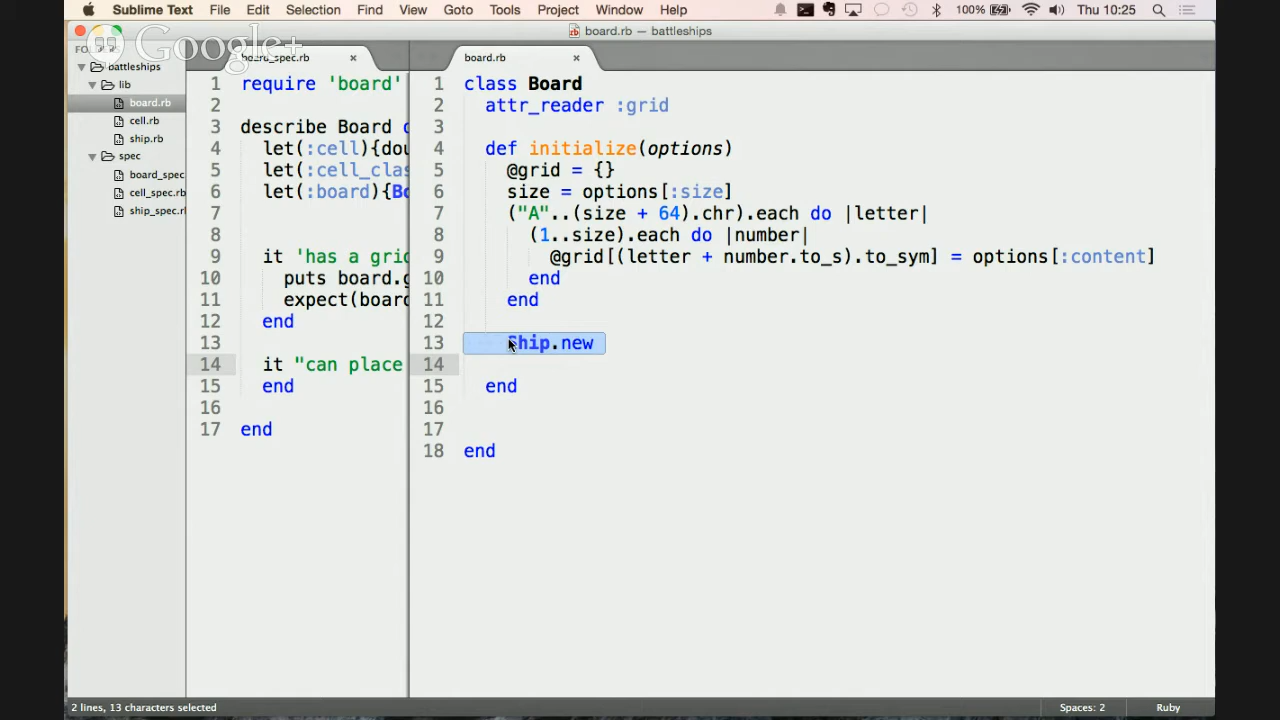 Sublime Text File Edit Selection Find View Goto Tools Project Window Help 100% Thu 10:25
board.rb — battleships
Google+
battleships
lib
board.rb
cell.rb
ship.rb
spec
board_spec
cell_spec.rb
ship_spec.rl
board_spec.rb
1 require 'board'
2
3 describe Board
4 let(:cell){dou
5 let(:cell_clas
6 let(:board){Bo
7
8
9 it 'has a grid
10 puts board.g
11 expect(board
12 end
13
14 it "can place
15 end
16
17 end
board.rb
1 class Board
2 attr_reader :grid
3
4 def initialize(options)
5 @grid = {}
6 size = options[:size]
7 ("A"..(size + 64).chr).each do |letter|
8 (1..size).each do |number|
9 @grid[(letter + number.to_s).to_sym] = options[:content]
10 end
11 end
12
13 Ship.new
14
15 end
16
17
18 end
2 lines, 13 characters selected
Spaces: 2 Ruby